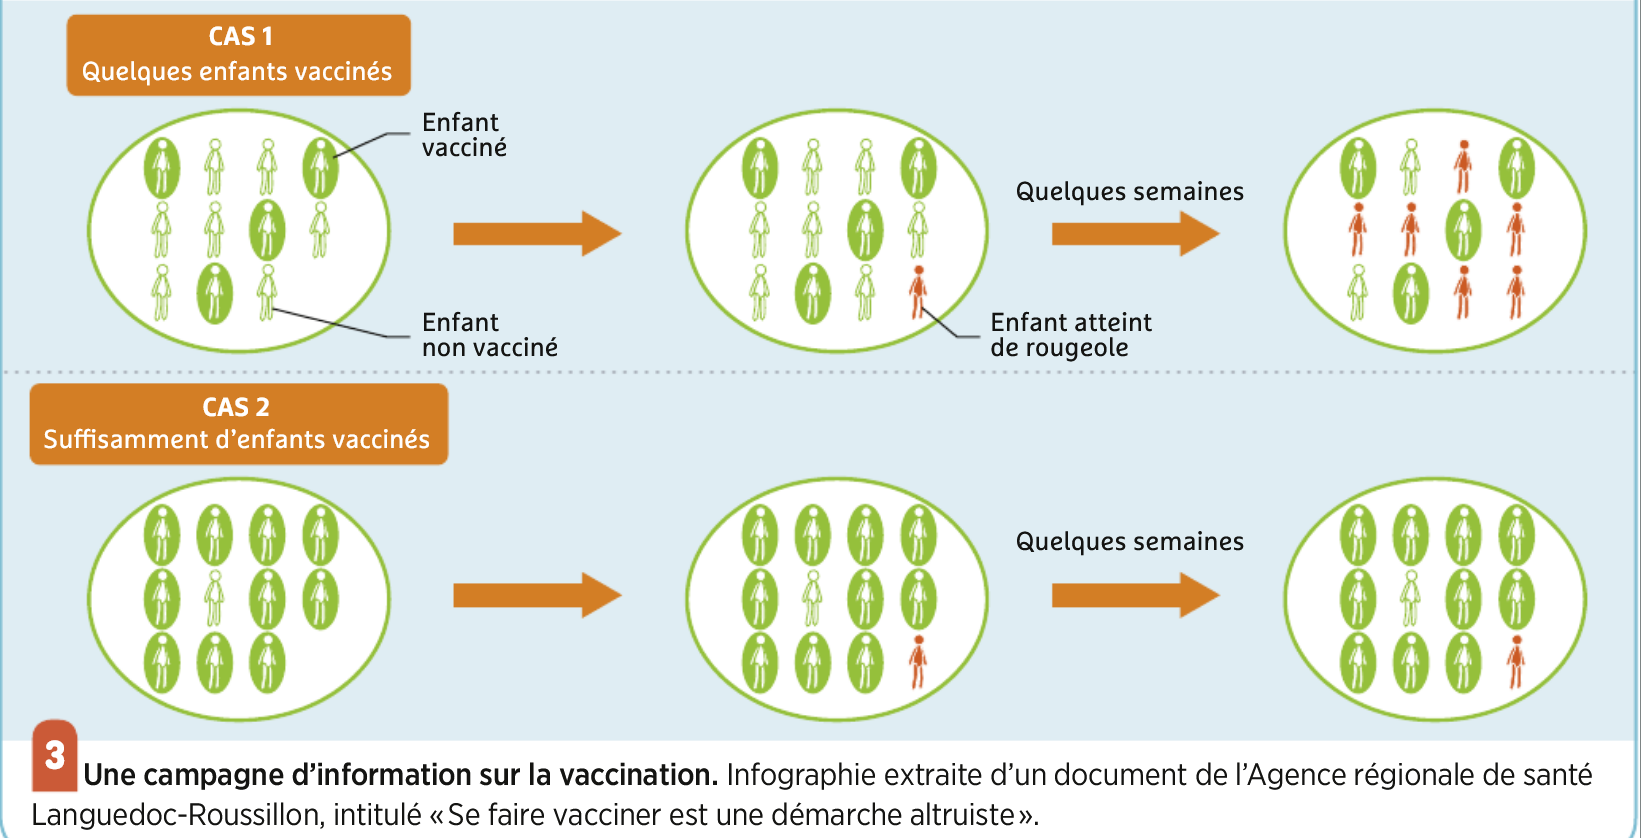 CAS 1
Quelques enfants vaccinés
Enfant
vacciné
Enfant
non vacciné
Quelques semaines
Enfant atteint
de rougeole
CAS 2
Suffisamment d’enfants vaccinés
Quelques semaines
3
Une campagne d’information sur la vaccination. Infographie extraite d’un document de l’Agence régionale de santé
Languedoc-Roussillon, intitulé « Se faire vacciner est une démarche altruiste ».